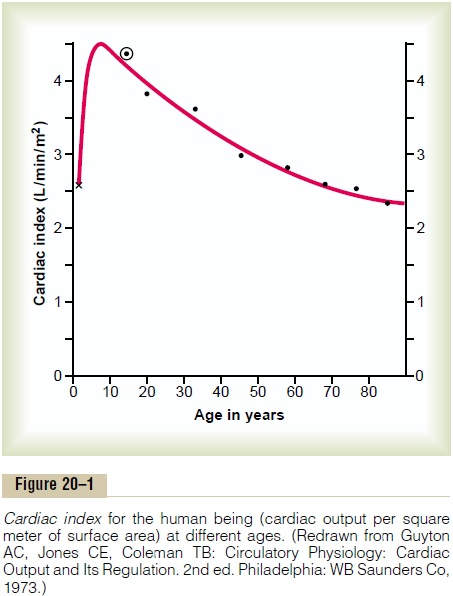 Cardiac index (L/min/m²)
4
3
2
1
0
4
3
2
1
0
0 10 20 30 40 50 60 70 80
Age in years
Figure 20–1
Cardiac index for the human being (cardiac output per square
meter of surface area) at different ages. (Redrawn from Guyton
AC, Jones CE, Coleman TB: Circulatory Physiology: Cardiac
Output and Its Regulation. 2nd ed. Philadelphia: WB Saunders Co,
1973.)